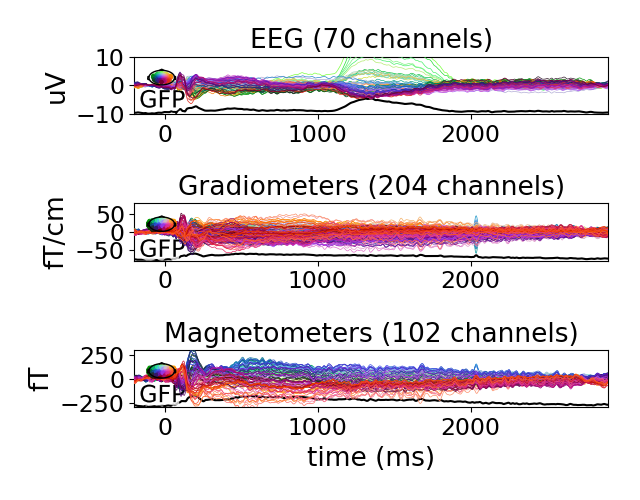 EEG (70 channels)
10
0
−10
uV
GFP
0
1000
2000
Gradiometers (204 channels)
50
0
−50
fT/cm
GFP
0
1000
2000
Magnetometers (102 channels)
250
0
−250
fT
GFP
0
1000
2000
time (ms)